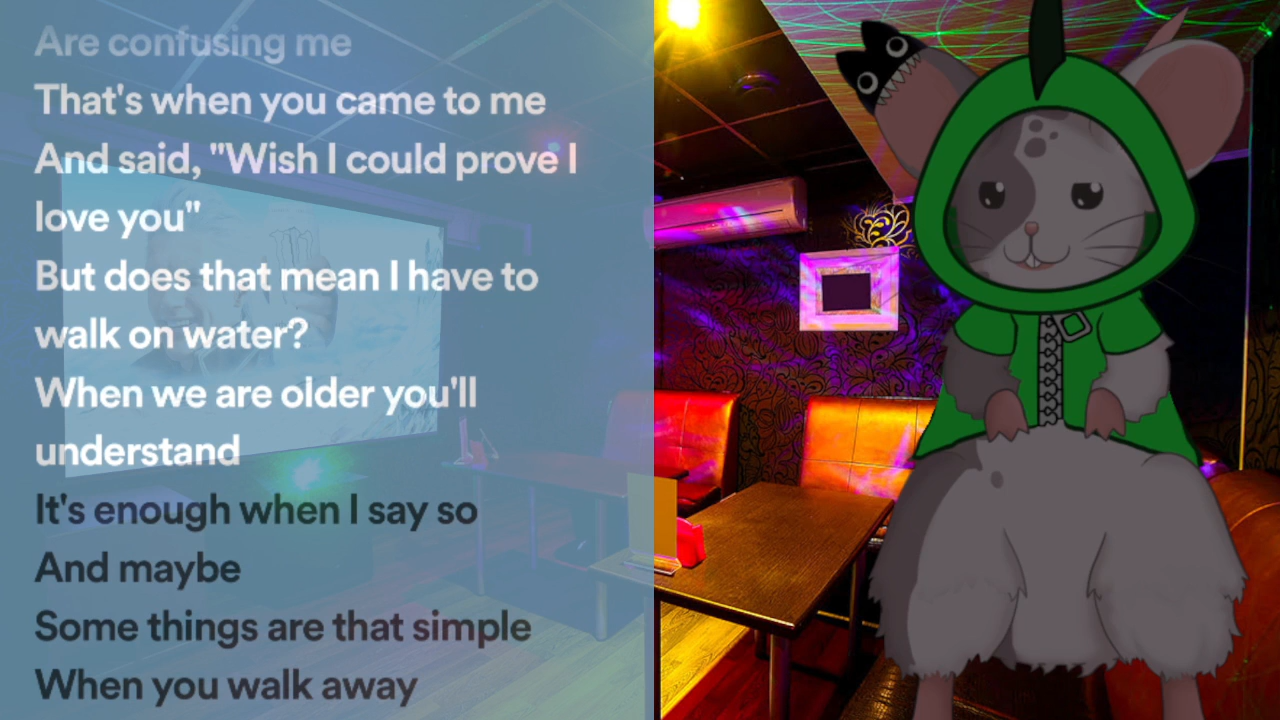 Are confusing me
That's when you came to me
And said, "Wish I could prove I
love you"
But does that mean I have to
walk on water?
When we are older you'll
understand
It's enough when I say so
And maybe
Some things are that simple
When you walk away